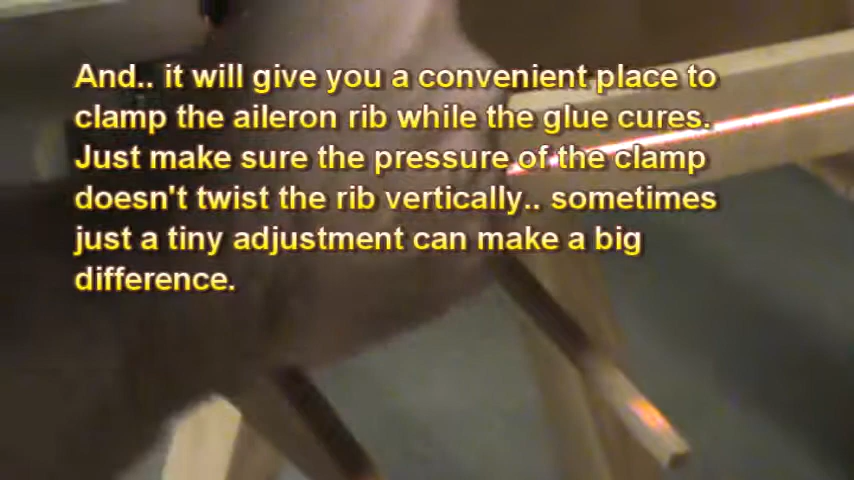 And.. it will give you a convenient place to
clamp the aileron rib while the glue cures.
Just make sure the pressure of the clamp
doesn't twist the rib vertically.. sometimes
just a tiny adjustment can make a big
difference.